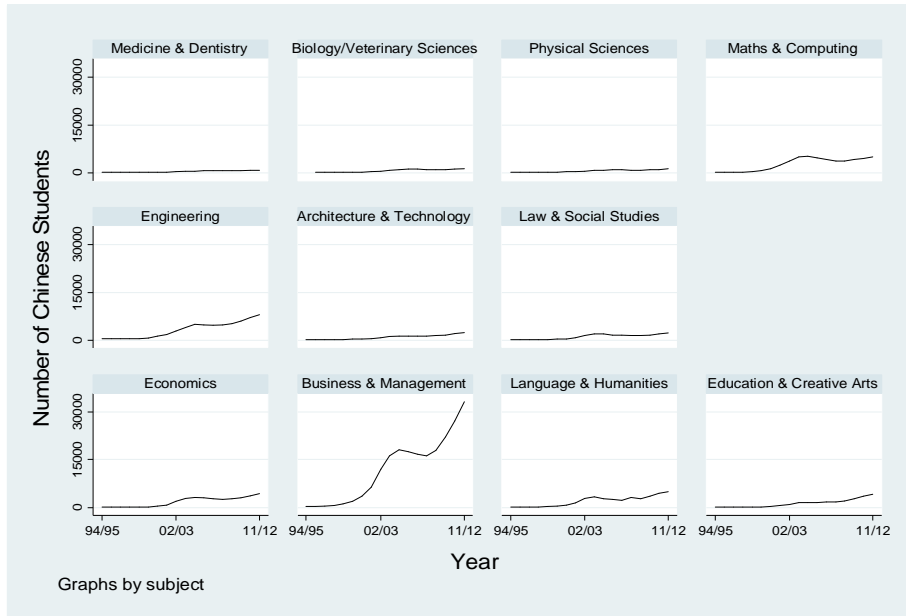 Medicine & Dentistry
Biology/Veterinary Sciences
Physical Sciences
Maths & Computing
30000
15000
0
Engineering
Architecture & Technology
Law & Social Studies
30000
15000
0
Economics
Business & Management
Language & Humanities
Education & Creative Arts
30000
15000
0
94/95 02/03 11/12
94/95 02/03 11/12
94/95 02/03 11/12
94/95 02/03 11/12
Number of Chinese Students
Year
Graphs by subject